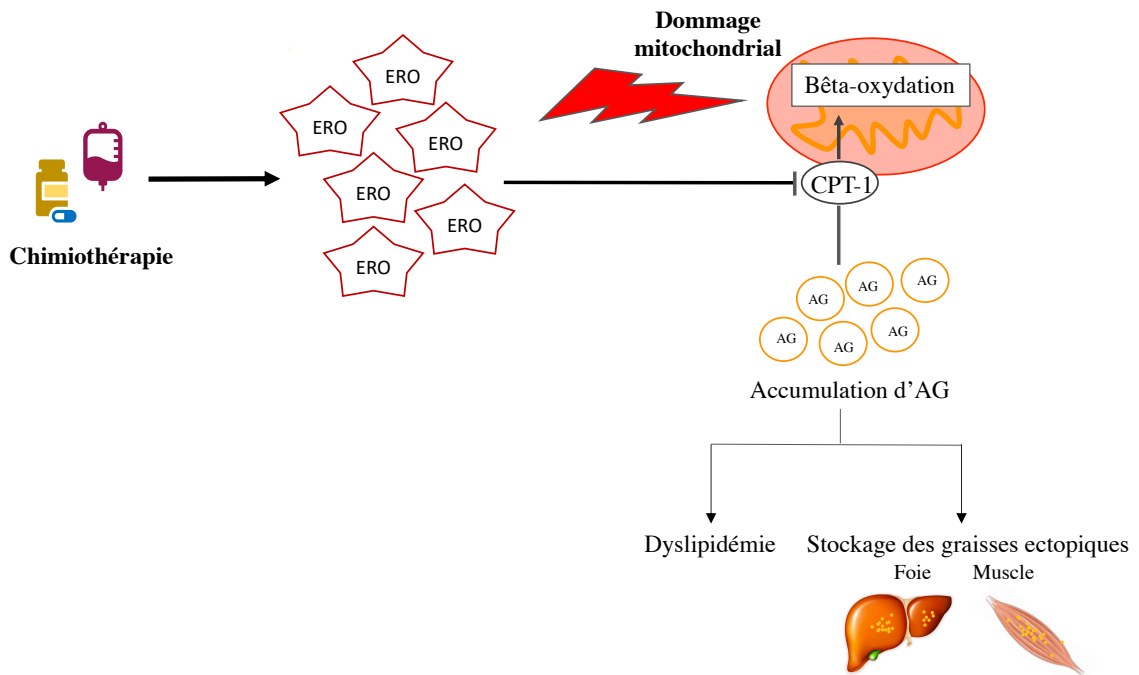 Dommage
mitochondrial
Bêta-oxydation
ERO
ERO
ERO
ERO
ERO
ERO
CPT-1
Chimiothérapie
AG
AG
AG
AG
AG
AG
Accumulation d’AG
Dyslipidémie
Stockage des graisses ectopiques
Foie
Muscle